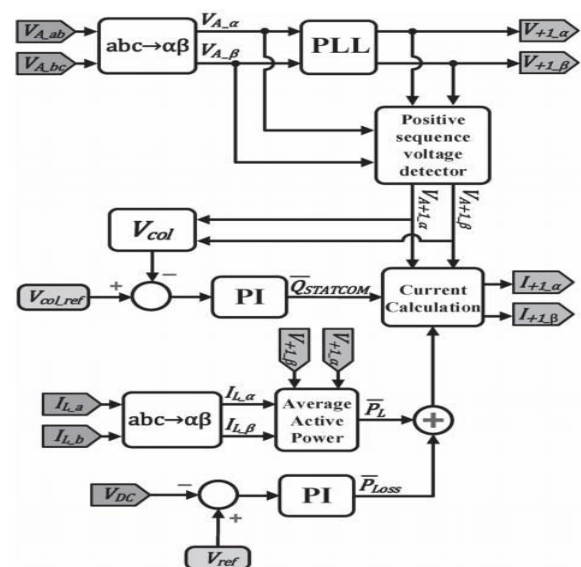 V_A_ab
V_A_bc
abc→αβ
V_A_α
V_A_β
PLL
V_+1_α
V_+1_β
Positive
sequence
voltage
detector
V_A+1_α
V_A+1_β
V_col
V_col_ref
+
−
PI
Q̅_STATCOM
Current
Calculation
I_+1_α
I_+1_β
V_+1_β
V_+1_α
I_L_a
I_L_b
abc→αβ
I_L_α
I_L_β
Average
Active
Power
P̅_L
+
V_DC
−
+
PI
P̅_Loss
V_ref